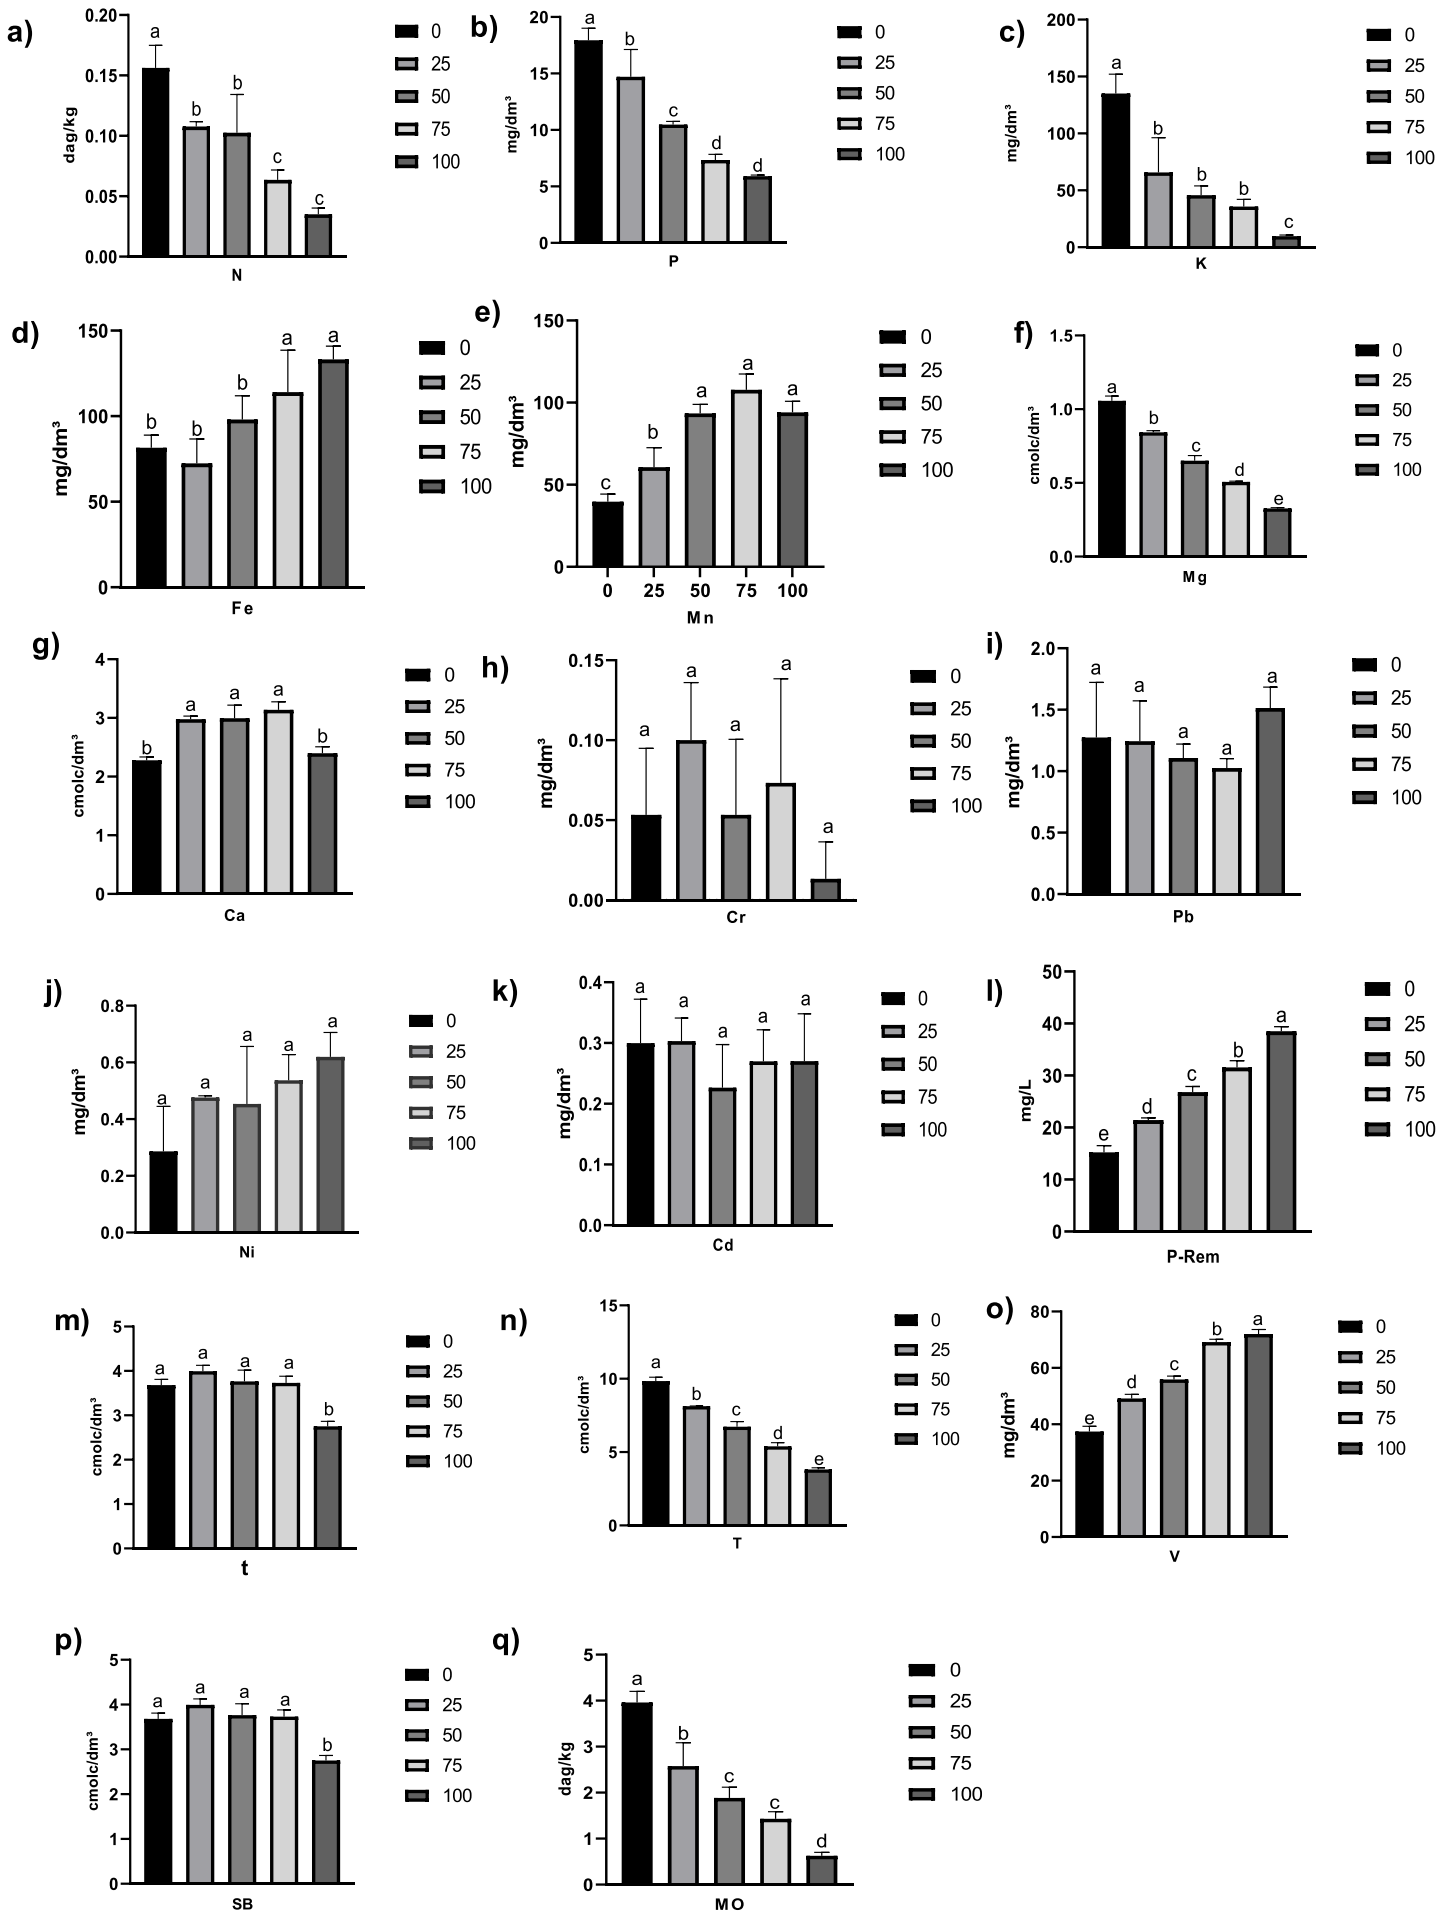 a)
0.20
0.15
0.10
0.05
0.00
dag/kg
a
b
b
c
c
N
0
25
50
75
100
b)
20
15
10
5
0
mg/dm³
a
b
c
d
d
P
0
25
50
75
100
c)
200
150
100
50
0
mg/dm³
a
b
b
b
c
K
0
25
50
75
100
d)
150
100
50
0
mg/dm³
b
b
b
a
a
Fe
0
25
50
75
100
e)
150
100
50
0
mg/dm³
c
b
a
a
a
0 25 50 75 100
Mn
0
25
50
75
100
f)
1.5
1.0
0.5
0.0
cmolc/dm³
a
b
c
d
e
Mg
0
25
50
75
100
g)
4
3
2
1
0
cmolc/dm³
b
a
a
a
b
Ca
0
25
50
75
100
h)
0.15
0.10
0.05
0.00
mg/dm³
a
a
a
a
a
Cr
0
25
50
75
100
i)
2.0
1.5
1.0
0.5
0.0
mg/dm³
a
a
a
a
a
Pb
0
25
50
75
100
j)
0.8
0.6
0.4
0.2
0.0
mg/dm³
a
a
a
a
a
Ni
0
25
50
75
100
k)
0.4
0.3
0.2
0.1
0.0
mg/dm³
a
a
a
a
a
Cd
0
25
50
75
100
l)
50
40
30
20
10
0
mg/L
e
d
c
b
a
P-Rem
0
25
50
75
100
m)
5
4
3
2
1
0
cmolc/dm³
a
a
a
a
b
t
0
25
50
75
100
n)
15
10
5
0
cmolc/dm³
a
b
c
d
e
T
0
25
50
75
100
o)
80
60
40
20
0
mg/dm³
e
d
c
b
a
V
0
25
50
75
100
p)
5
4
3
2
1
0
cmolc/dm³
a
a
a
a
b
SB
0
25
50
75
100
q)
5
4
3
2
1
0
dag/kg
a
b
c
c
d
MO
0
25
50
75
100